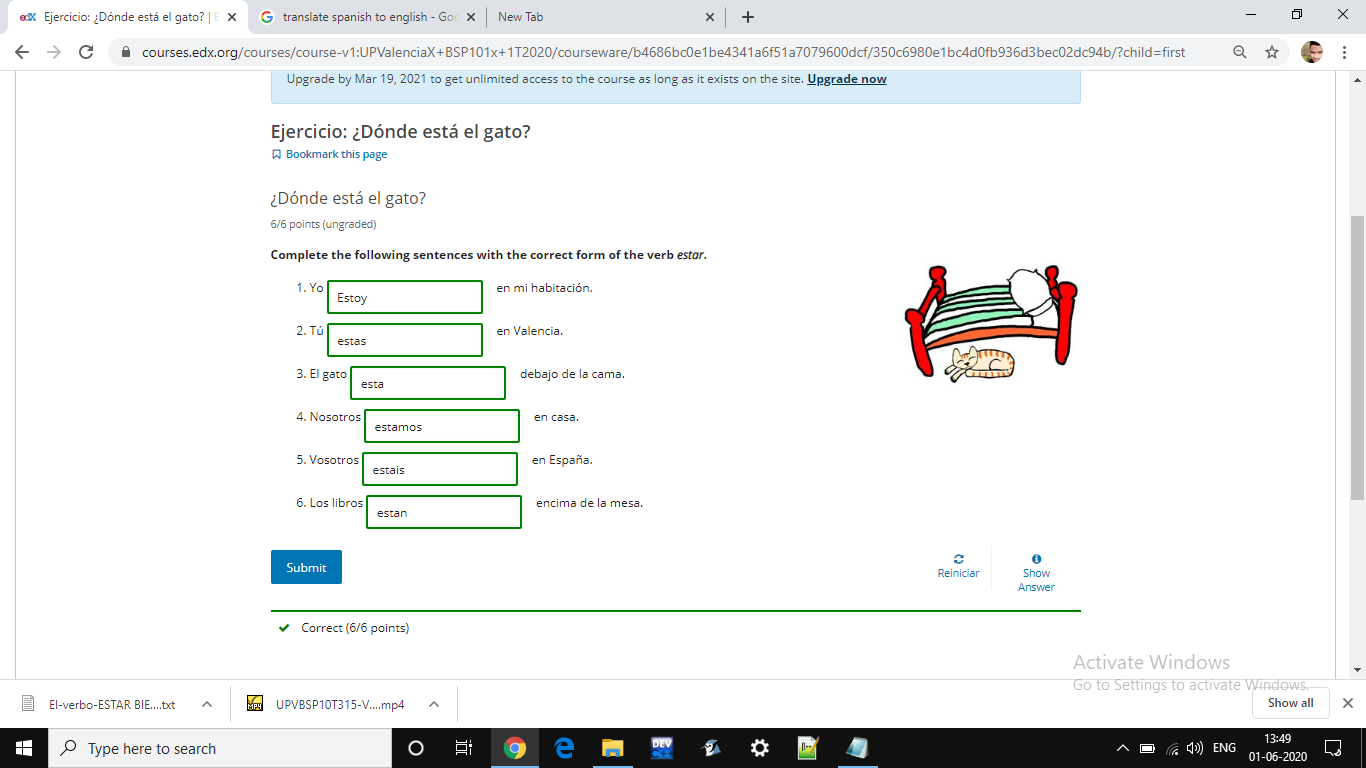 Ejercicio: ¿Dónde está el gato? | E
translate spanish to english - Goo
New Tab
courses.edx.org/courses/course-v1:UPValenciaX+BSP101x+1T2020/courseware/b4686bc0e1be4341a6f51a7079600dcf/350c6980e1bc4d0fb936d3bec02dc94b/?child=first
Upgrade by Mar 19, 2021 to get unlimited access to the course as long as it exists on the site. Upgrade now
Ejercicio: ¿Dónde está el gato?
Bookmark this page
¿Dónde está el gato?
6/6 points (ungraded)
Complete the following sentences with the correct form of the verb estar.
1. Yo Estoy en mi habitación.
2. Tú estas en Valencia.
3. El gato esta debajo de la cama.
4. Nosotros estamos en casa.
5. Vosotros estais en España.
6. Los libros estan encima de la mesa.
Submit
Reiniciar
Show
Answer
Correct (6/6 points)
Activate Windows
Go to Settings to activate Windows.
El-verbo-ESTAR BIE....txt
UPVBSP10T315-V....mp4
Show all
Type here to search
DEV
ENG
13:49
01-06-2020